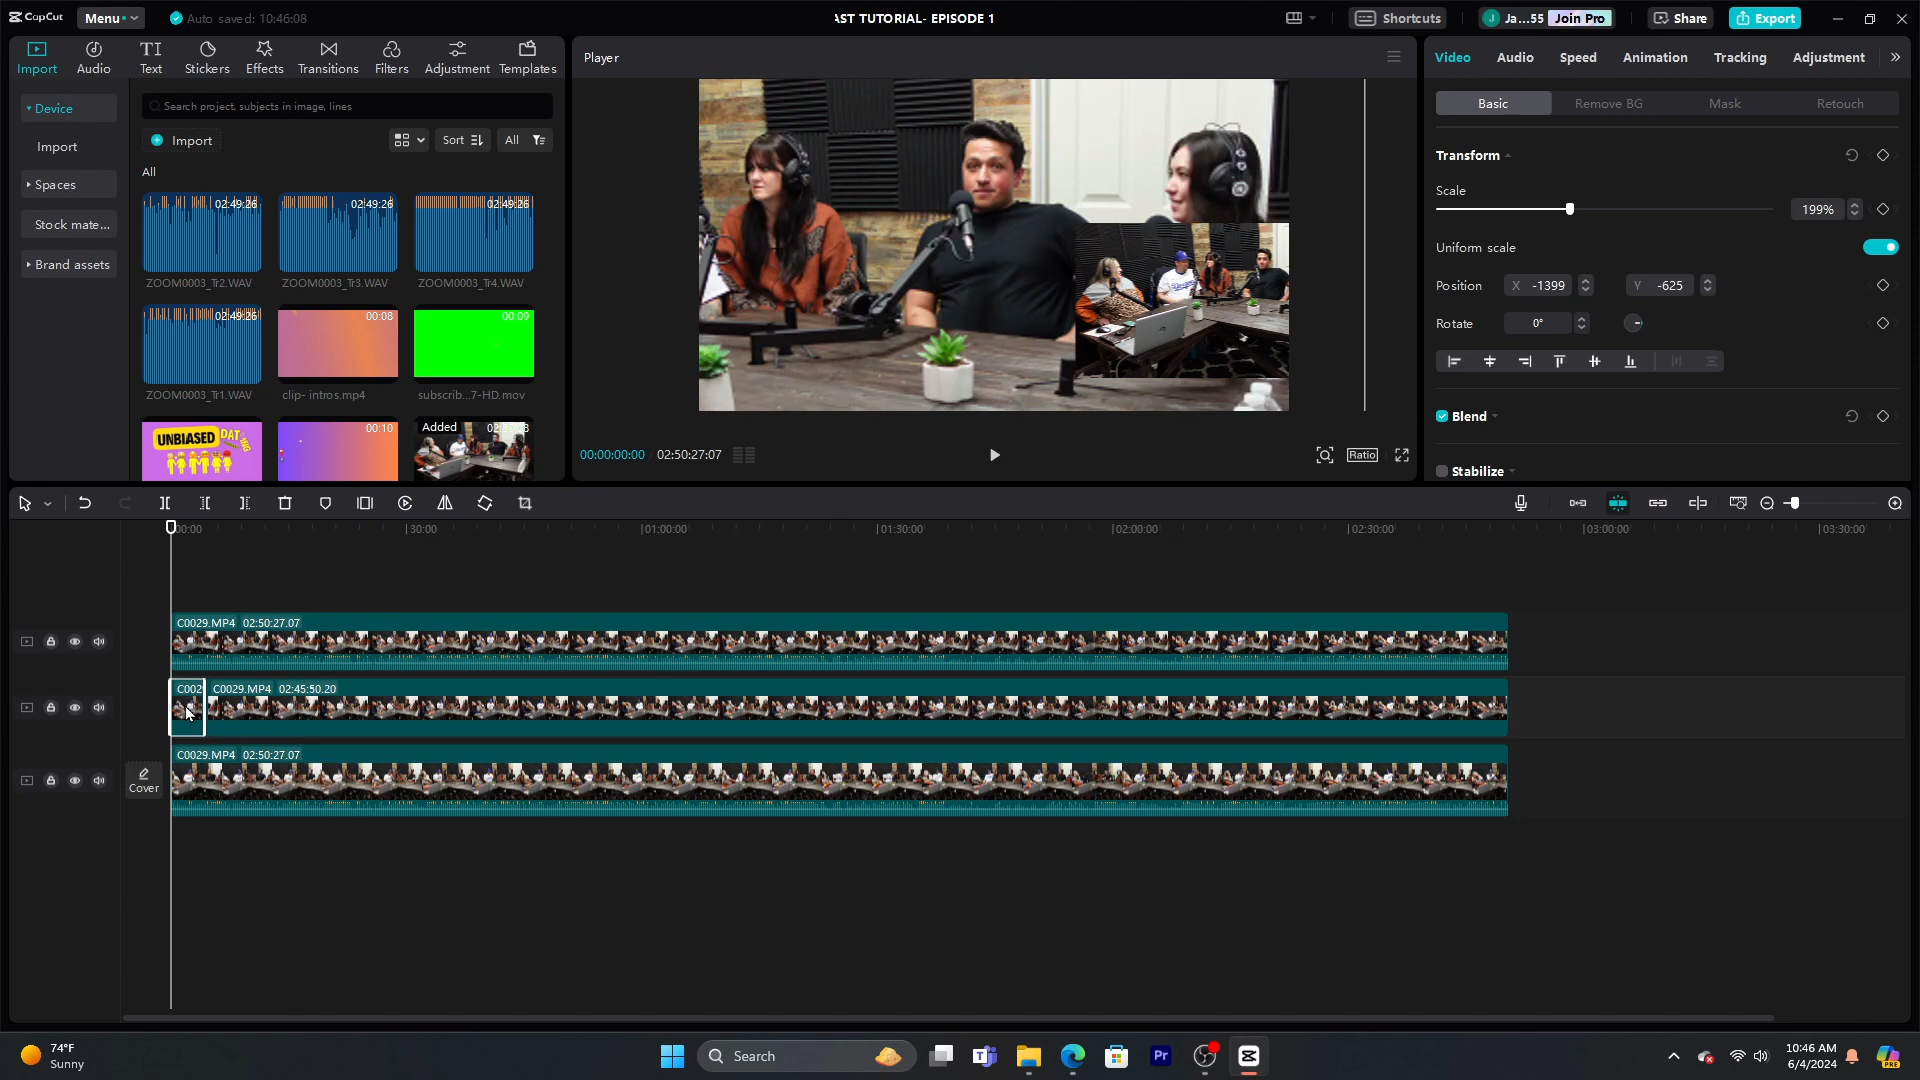 CapCut
Menu
Auto saved: 10:46:08
AST TUTORIAL- EPISODE 1
Shortcuts
J
Ja...55
Join Pro
Share
Export
Import
Audio
Text
Stickers
Effects
Transitions
Filters
Adjustment
Templates
Player
Video
Audio
Speed
Animation
Tracking
Adjustment
Device
Import
Spaces
Stock mate...
Brand assets
Search project, subjects in image, lines
Import
Sort
All
All
02:49:26
02:49:26
02:49:26
ZOOM0003_Tr2.WAV
ZOOM0003_Tr3.WAV
ZOOM0003_Tr4.WAV
02:49:26
00:08
00:09
ZOOM0003_Tr1.WAV
clip- intros.mp4
subscrib...7-HD.mov
UNBIASED
00:10
Added
Basic
Remove BG
Mask
Retouch
Transform
Scale
199%
Uniform scale
Position
X -1399
Y -625
Rotate
0°
Blend
Stabilize
00:00:00:00
02:50:27:07
Ratio
00:00
30:00
01:00:00
01:30:00
02:00:00
02:30:00
03:00:00
03:30:00
C0029.MP4 02:50:27.07
C002
C0029.MP4 02:45:50.20
C0029.MP4 02:50:27.07
Cover
74°F
Sunny
Search
Pr
10:46 AM
6/4/2024
PRE